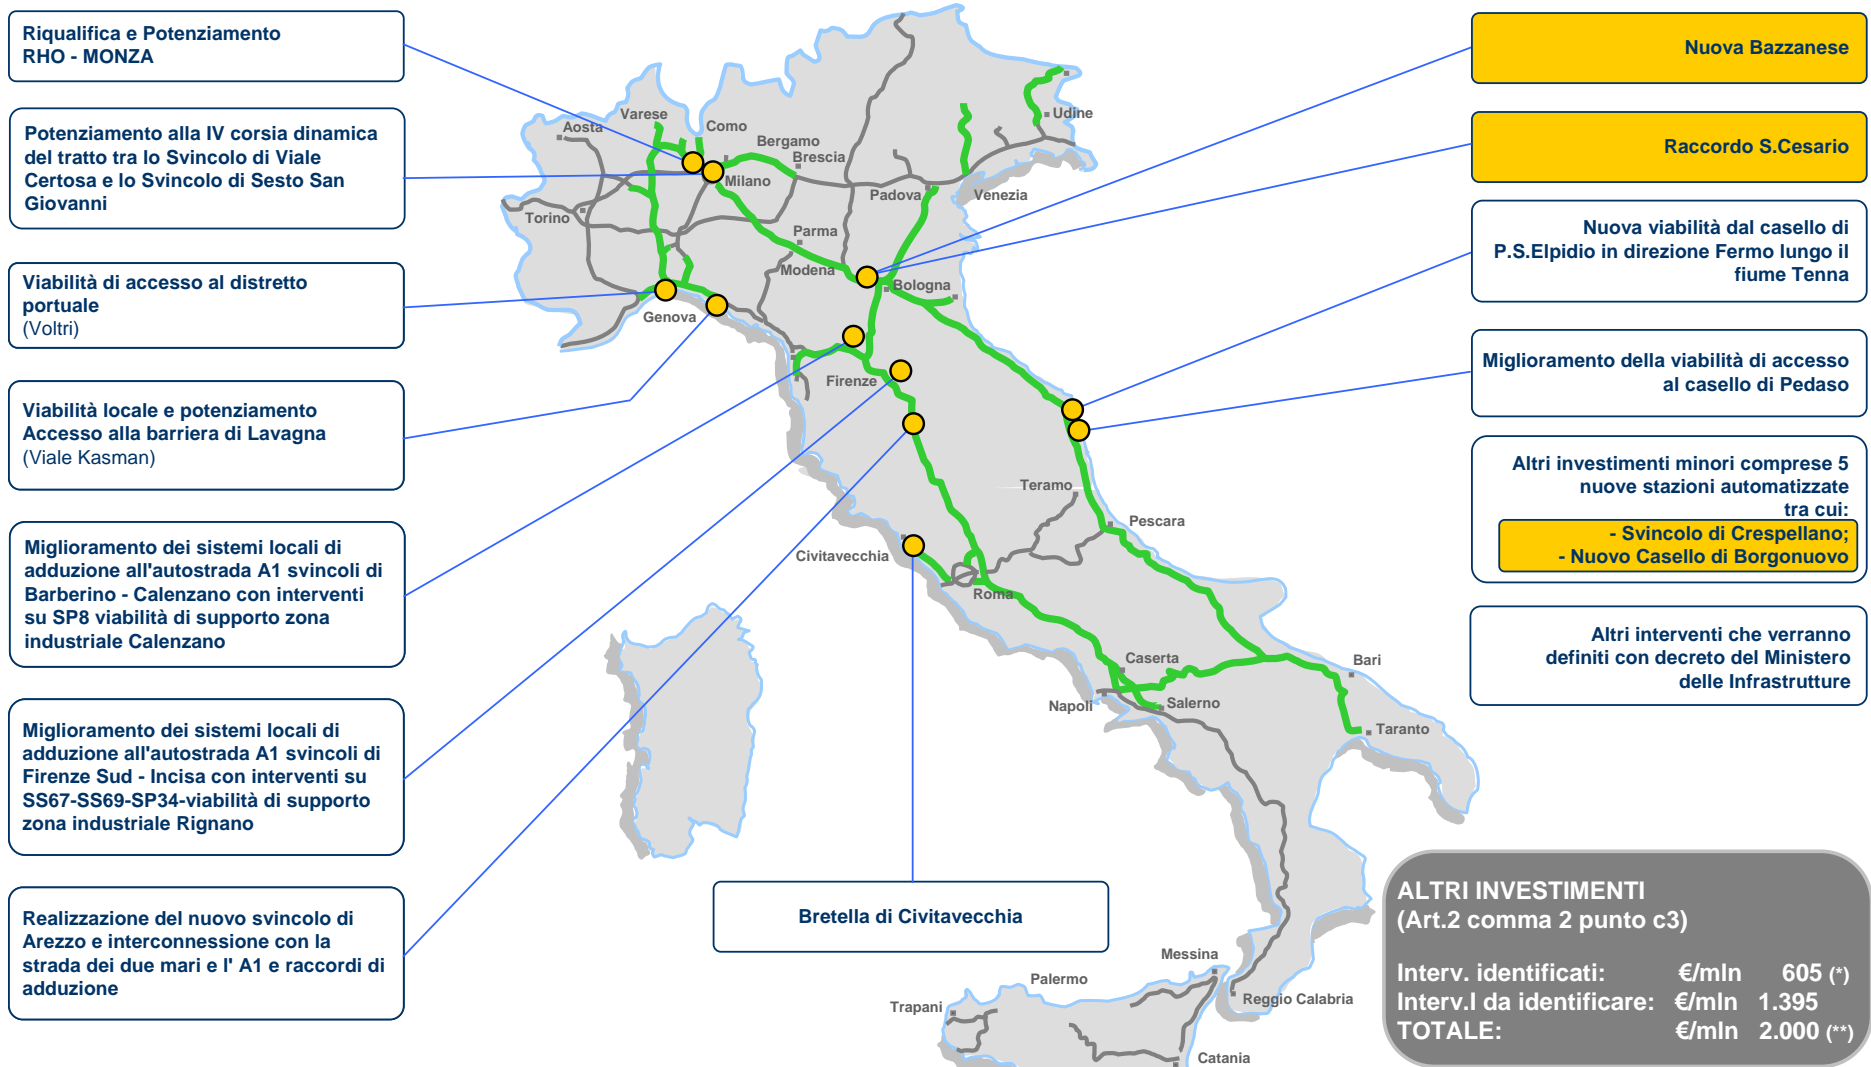 Riqualifica e Potenziamento
RHO - MONZA
Potenziamento alla IV corsia dinamica
del tratto tra lo Svincolo di Viale
Certosa e lo Svincolo di Sesto San
Giovanni
Viabilità di accesso al distretto
portuale
(Voltri)
Viabilità locale e potenziamento
Accesso alla barriera di Lavagna
(Viale Kasman)
Miglioramento dei sistemi locali di
adduzione all'autostrada A1 svincoli di
Barberino - Calenzano con interventi
su SP8 viabilità di supporto zona
industriale Calenzano
Miglioramento dei sistemi locali di
adduzione all'autostrada A1 svincoli di
Firenze Sud - Incisa con interventi su
SS67-SS69-SP34-viabilità di supporto
zona industriale Rignano
Realizzazione del nuovo svincolo di
Arezzo e interconnessione con la
strada dei due mari e l' A1 e raccordi di
adduzione
Aosta
Varese
Como
Bergamo
Brescia
Milano
Udine
Padova
Venezia
Torino
Parma
Modena
Bologna
Genova
Firenze
Teramo
Pescara
Civitavecchia
Roma
Caserta
Bari
Napoli
Salerno
Taranto
Messina
Palermo
Reggio Calabria
Trapani
Catania
Bretella di Civitavecchia
Nuova Bazzanese
Raccordo S.Cesario
Nuova viabilità dal casello di
P.S.Elpidio in direzione Fermo lungo il
fiume Tenna
Miglioramento della viabilità di accesso
al casello di Pedaso
Altri investimenti minori comprese 5
nuove stazioni automatizzate
tra cui:
- Svincolo di Crespellano;
- Nuovo Casello di Borgonuovo
Altri interventi che verranno
definiti con decreto del Ministero
delle Infrastrutture
ALTRI INVESTIMENTI
(Art.2 comma 2 punto c3)
Interv. identificati: €/mln 605 (*)
Interv.I da identificare: €/mln 1.395
TOTALE: €/mln 2.000 (**)